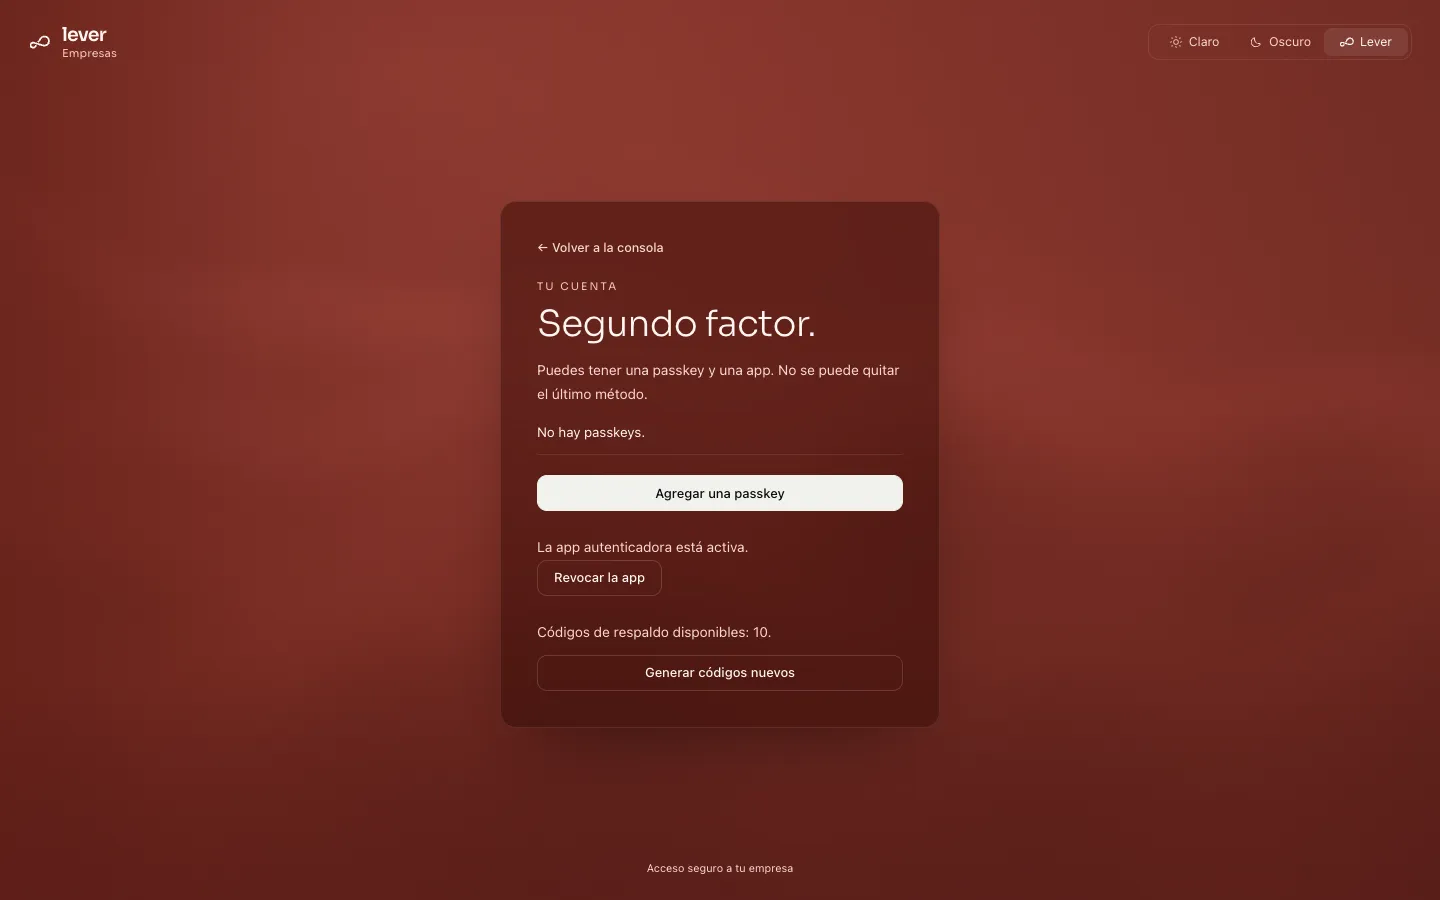 lever
Empresas
Claro
Oscuro
Lever
← Volver a la consola
TU CUENTA
Segundo factor.
Puedes tener una passkey y una app. No se puede quitar
el último método.
No hay passkeys.
Agregar una passkey
La app autenticadora está activa.
Revocar la app
Códigos de respaldo disponibles: 10.
Generar códigos nuevos
Acceso seguro a tu empresa